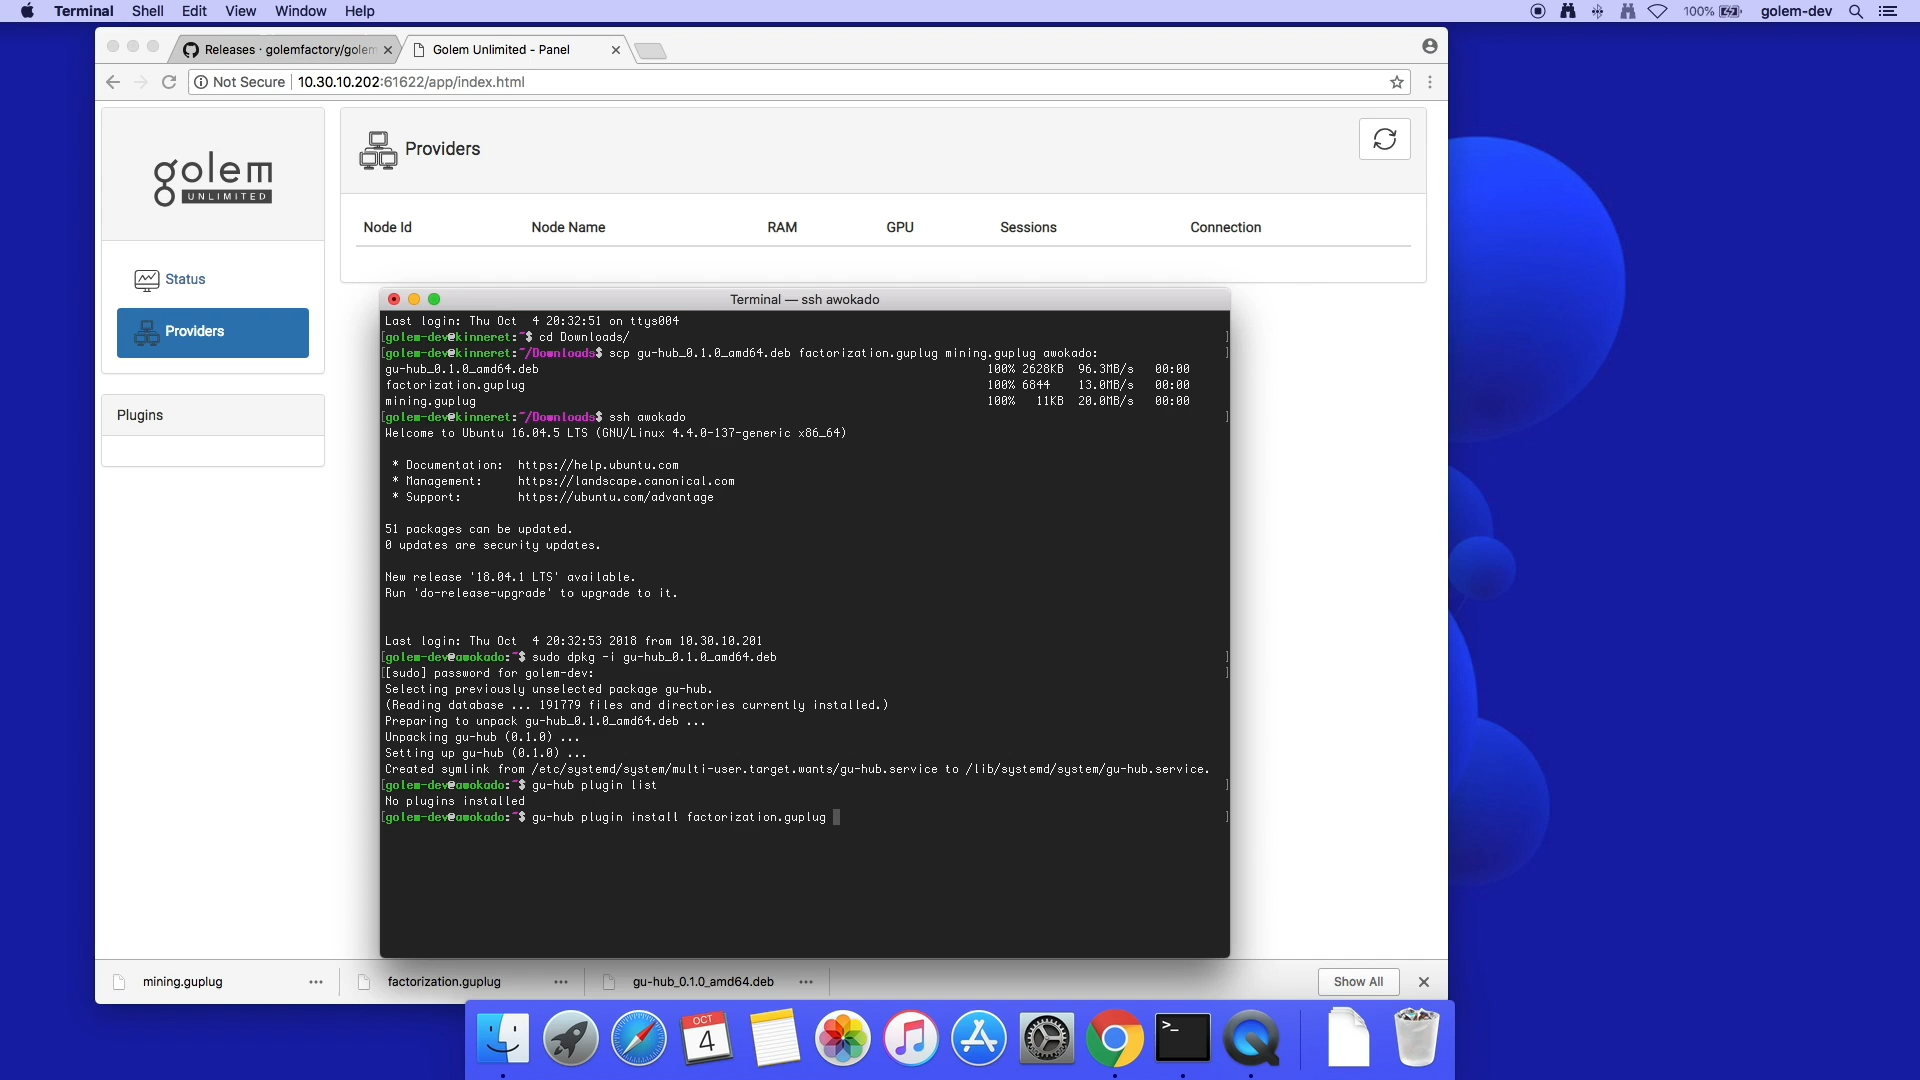 Terminal Shell Edit View Window Help
100% golem-dev
Releases · golemfactory/golem
Golem Unlimited - Panel
Not Secure 10.30.10.202:61622/app/index.html
golem
UNLIMITED
Status
Providers
Plugins
Providers
Node Id Node Name RAM GPU Sessions Connection
Terminal — ssh awokado
Last login: Thu Oct  4 20:32:51 on ttys004
[golem-dev@kinneret:~$ cd Downloads/ ]
[golem-dev@kinneret:~/Downloads$ scp gu-hub_0.1.0_amd64.deb factorization.guplug mining.guplug awokado: ]
gu-hub_0.1.0_amd64.deb 100% 2628KB 96.3MB/s 00:00
factorization.guplug 100% 6844 13.0MB/s 00:00
mining.guplug 100% 11KB 20.0MB/s 00:00
[golem-dev@kinneret:~/Downloads$ ssh awokado ]
Welcome to Ubuntu 16.04.5 LTS (GNU/Linux 4.4.0-137-generic x86_64)
* Documentation: https://help.ubuntu.com
* Management: https://landscape.canonical.com
* Support: https://ubuntu.com/advantage
51 packages can be updated.
0 updates are security updates.
New release '18.04.1 LTS' available.
Run 'do-release-upgrade' to upgrade to it.
Last login: Thu Oct  4 20:32:53 2018 from 10.30.10.201
[golem-dev@awokado:~$ sudo dpkg -i gu-hub_0.1.0_amd64.deb ]
[[sudo] password for golem-dev: ]
Selecting previously unselected package gu-hub.
(Reading database ... 191779 files and directories currently installed.)
Preparing to unpack gu-hub_0.1.0_amd64.deb ...
Unpacking gu-hub (0.1.0) ...
Setting up gu-hub (0.1.0) ...
Created symlink from /etc/systemd/system/multi-user.target.wants/gu-hub.service to /lib/systemd/system/gu-hub.service.
[golem-dev@awokado:~$ gu-hub plugin list ]
No plugins installed
[golem-dev@awokado:~$ gu-hub plugin install factorization.guplug ]
mining.guplug ... factorization.guplug ... gu-hub_0.1.0_amd64.deb ... Show All
OCT
4
>_